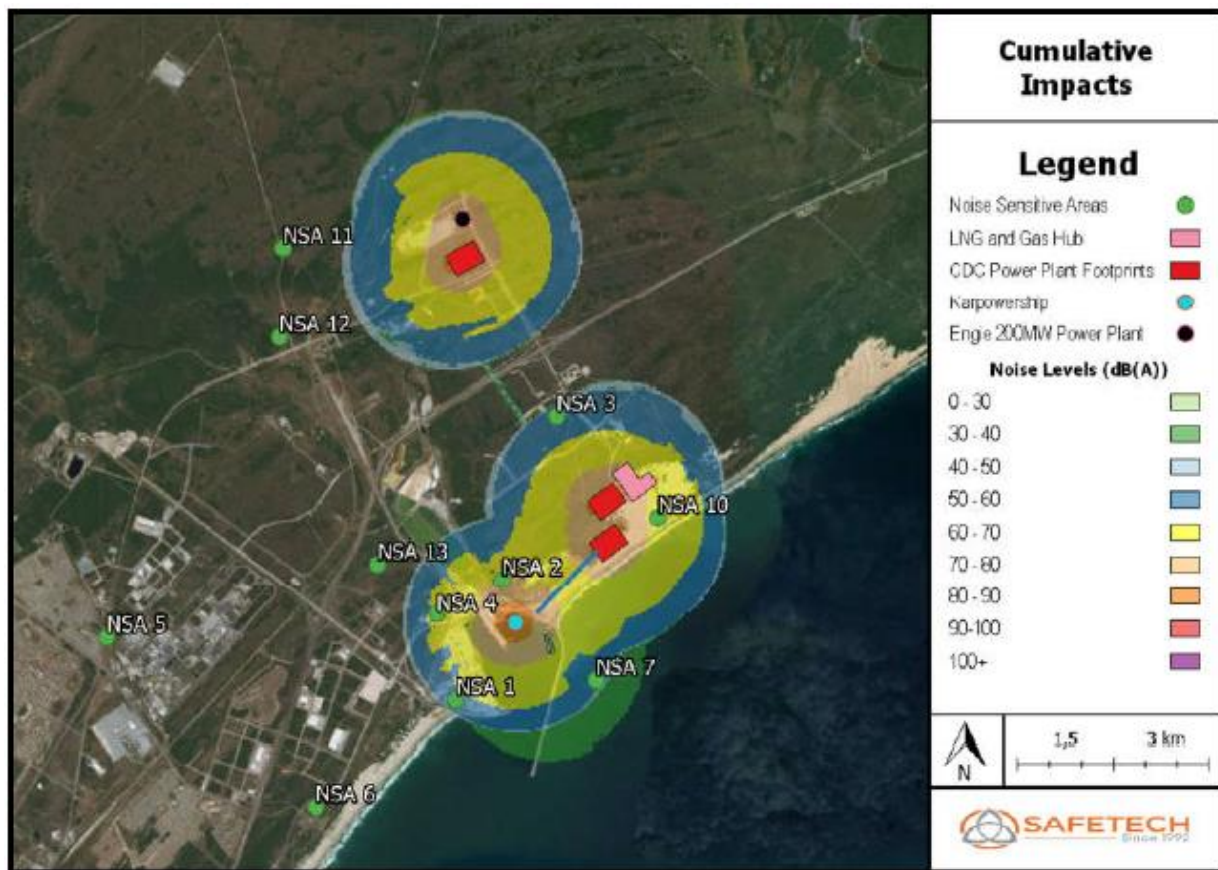 Cumulative
Impacts
Legend
Noise Sensitive Areas
LNG and Gas Hub
CDC Power Plant Footprints
Karpowership
Engie 200MW Power Plant
Noise Levels (dB(A))
0 - 30
30 - 40
40 - 50
50 - 60
60 - 70
70 - 80
80 - 90
90-100
100+
N
1,5 3 km
SAFETECH
Since 1992
NSA 11
NSA 12
NSA 3
NSA 10
NSA 13
NSA 2
NSA 4
NSA 5
NSA 7
NSA 1
NSA 6